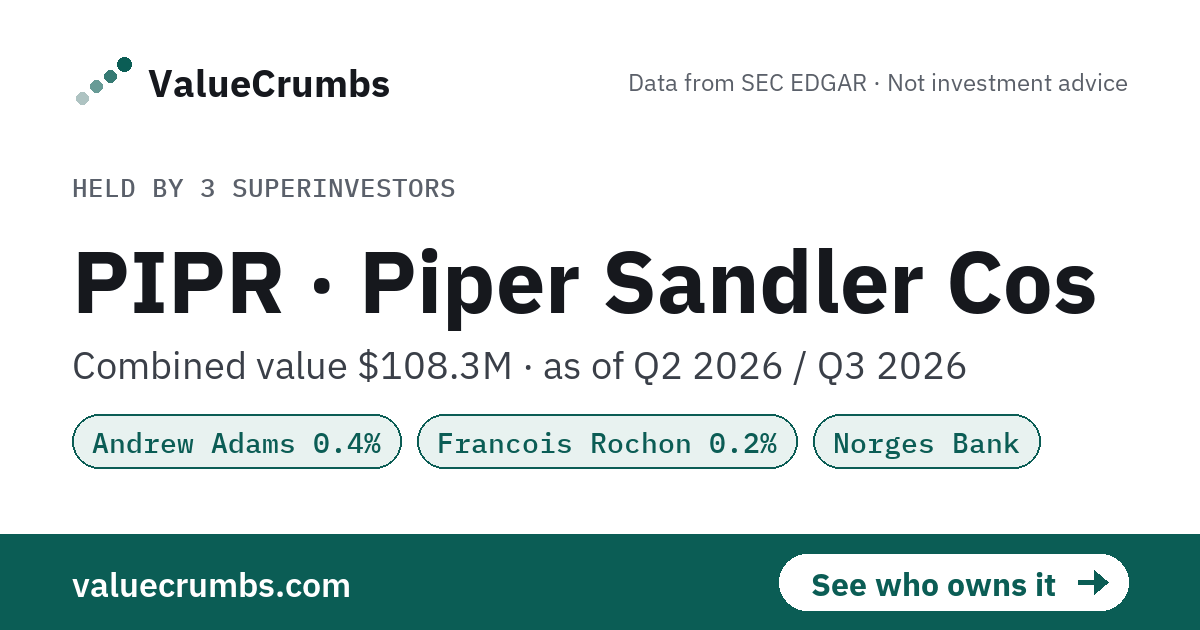 ValueCrumbs
Data from SEC EDGAR · Not investment advice
HELD BY 3 SUPERINVESTORS
PIPR · Piper Sandler Cos
Combined value $108.3M · as of Q2 2026 / Q3 2026
Andrew Adams 0.4%
Francois Rochon 0.2%
Norges Bank
valuecrumbs.com
See who owns it →